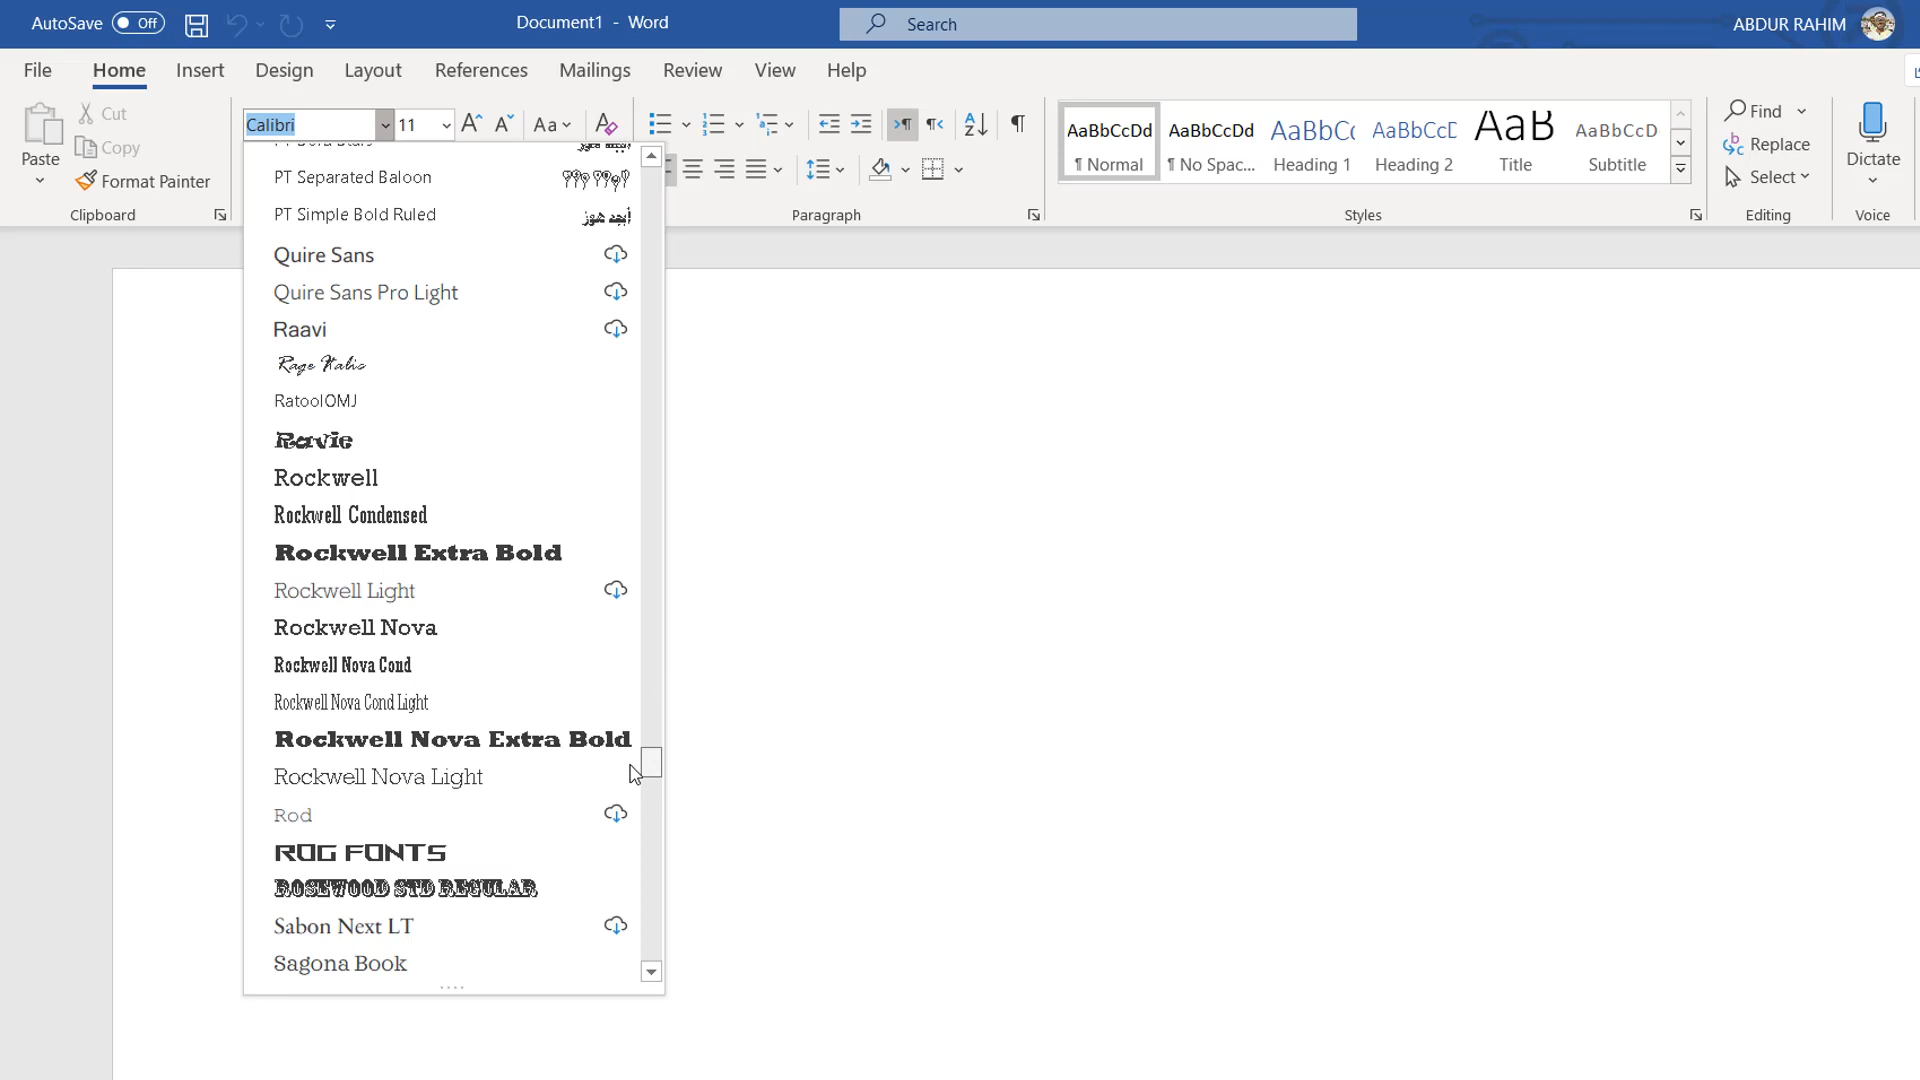 AutoSave Off Document1 - Word Search ABDUR RAHIM
File Home Insert Design Layout References Mailings Review View Help
Paste
Cut
Copy
Format Painter
Clipboard
Calibri 11 Aa
Paragraph
AaBbCcDd AaBbCcDd AaBbCc AaBbCcD AaB AaBbCcD
¶ Normal ¶ No Spac... Heading 1 Heading 2 Title Subtitle
Styles
Find
Replace
Select
Editing
Dictate
Voice
PT Separated Baloon
PT Simple Bold Ruled أبجد هوز
Quire Sans
Quire Sans Pro Light
Raavi
Rage Italic
RatoolOMJ
Ravie
Rockwell
Rockwell Condensed
Rockwell Extra Bold
Rockwell Light
Rockwell Nova
Rockwell Nova Cond
Rockwell Nova Cond Light
Rockwell Nova Extra Bold
Rockwell Nova Light
Rod
ROG FONTS
ROSEWOOD STD REGULAR
Sabon Next LT
Sagona Book